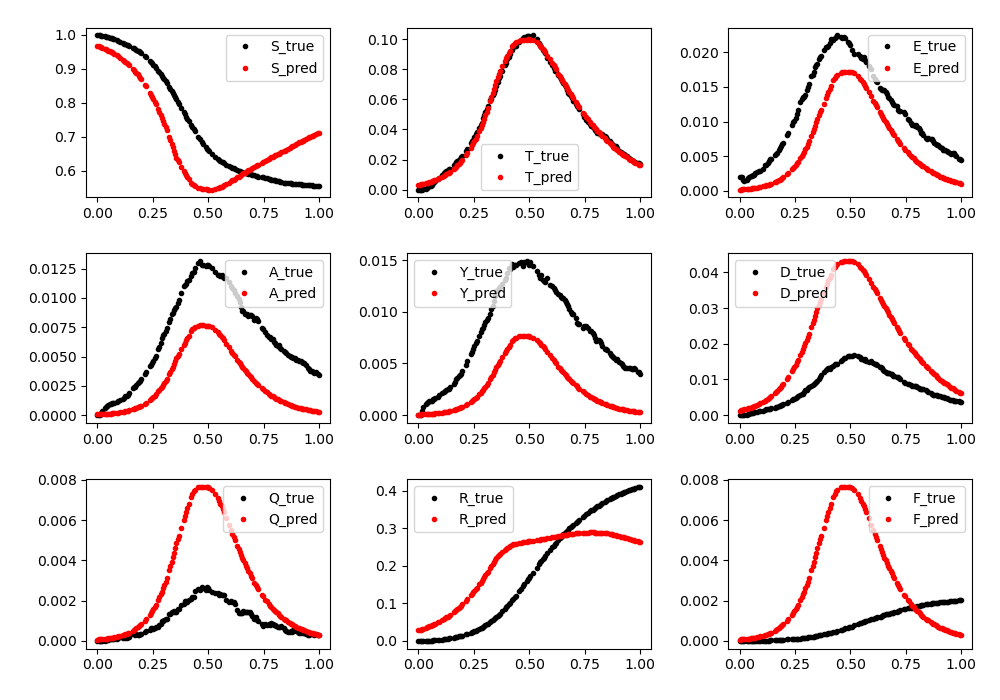 1.0
0.9
0.8
0.7
0.6
S_true
S_pred
0.00 0.25 0.50 0.75 1.00
0.10
0.08
0.06
0.04
0.02
0.00
T_true
T_pred
0.00 0.25 0.50 0.75 1.00
0.020
0.015
0.010
0.005
0.000
E_true
E_pred
0.00 0.25 0.50 0.75 1.00
0.0125
0.0100
0.0075
0.0050
0.0025
0.0000
A_true
A_pred
0.00 0.25 0.50 0.75 1.00
0.015
0.010
0.005
0.000
Y_true
Y_pred
0.00 0.25 0.50 0.75 1.00
0.04
0.03
0.02
0.01
0.00
D_true
D_pred
0.00 0.25 0.50 0.75 1.00
0.008
0.006
0.004
0.002
0.000
Q_true
Q_pred
0.00 0.25 0.50 0.75 1.00
0.4
0.3
0.2
0.1
0.0
R_true
R_pred
0.00 0.25 0.50 0.75 1.00
0.008
0.006
0.004
0.002
0.000
F_true
F_pred
0.00 0.25 0.50 0.75 1.00